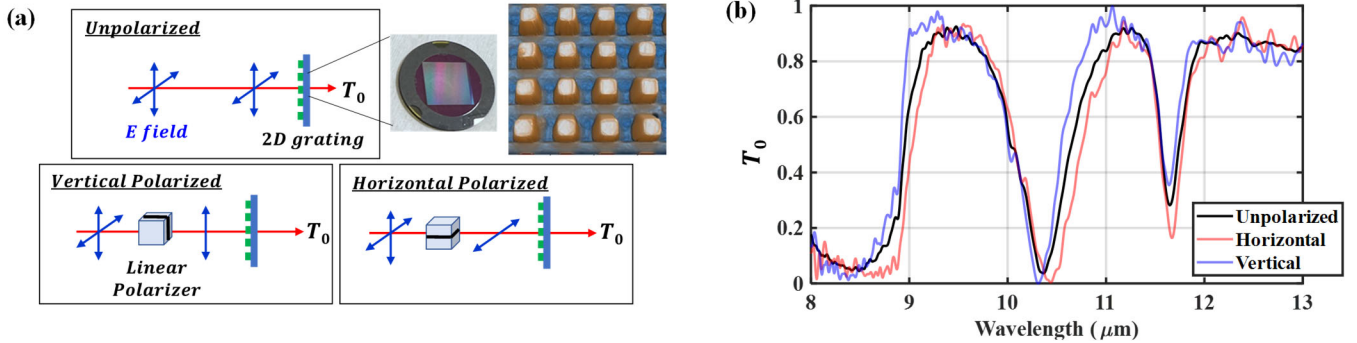 (a)
Unpolarized
E field
2D grating
T0
Vertical Polarized
Linear
Polarizer
T0
Horizontal Polarized
T0
(b)
T0
1
0.8
0.6
0.4
0.2
0
8
9
10
11
12
13
Wavelength ( μm)
Unpolarized
Horizontal
Vertical